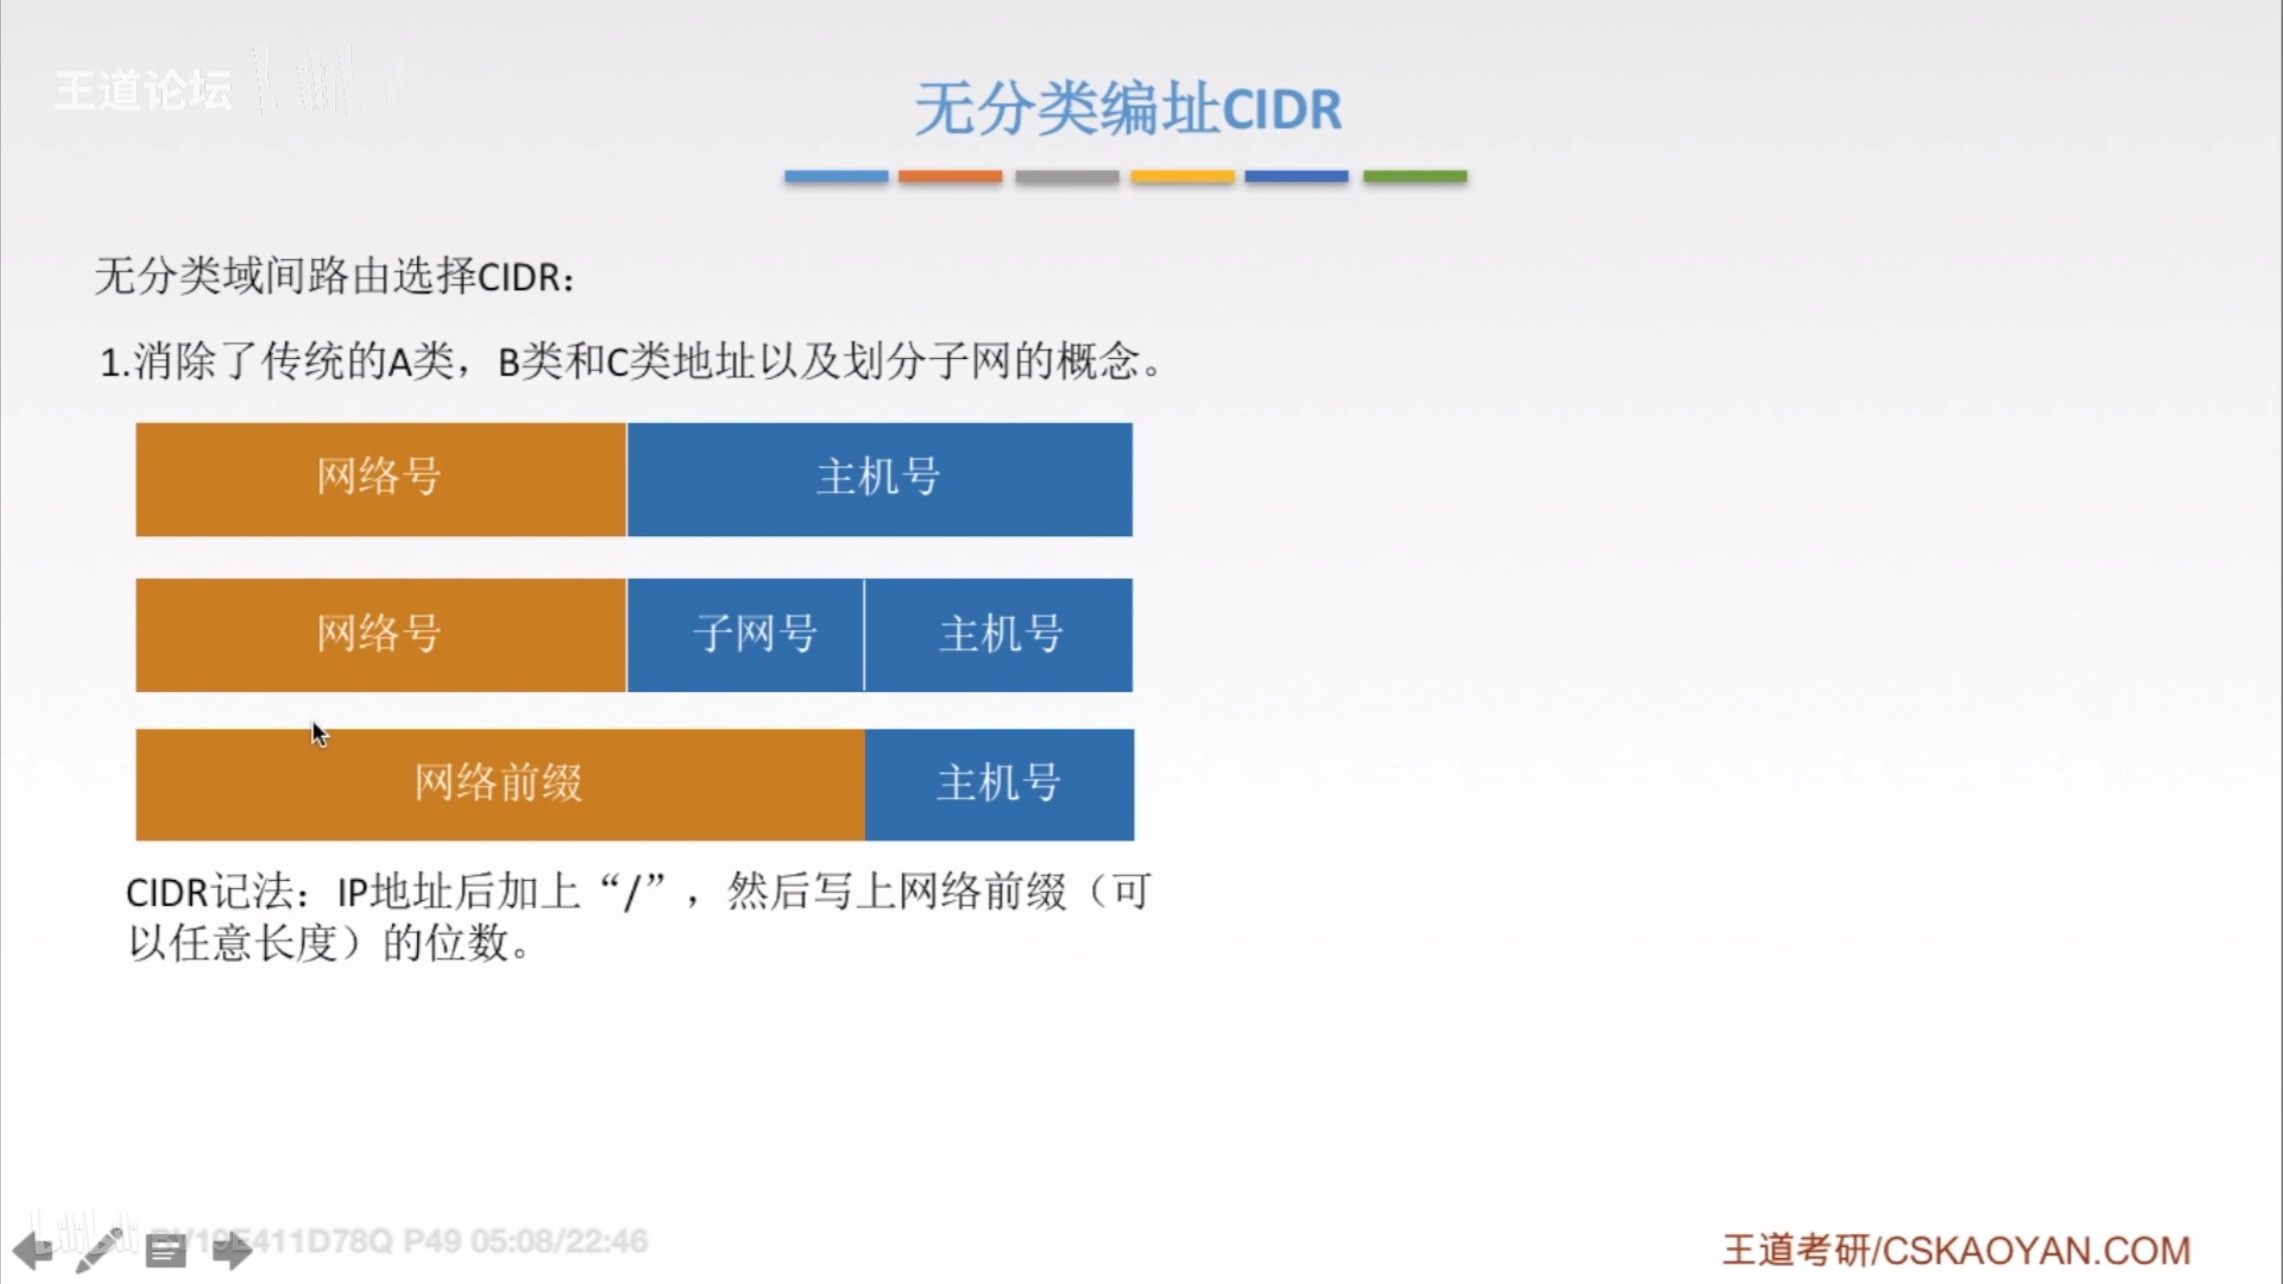 王道论坛
无分类编址CIDR
无分类域间路由选择CIDR：
1.消除了传统的A类，B类和C类地址以及划分子网的概念。
网络号 主机号
网络号 子网号 主机号
网络前缀 主机号
CIDR记法：IP地址后加上“/”，然后写上网络前缀（可
以任意长度）的位数。
BV19E411D78Q P49 05:08/22:46
王道考研/CSKAOYAN.COM